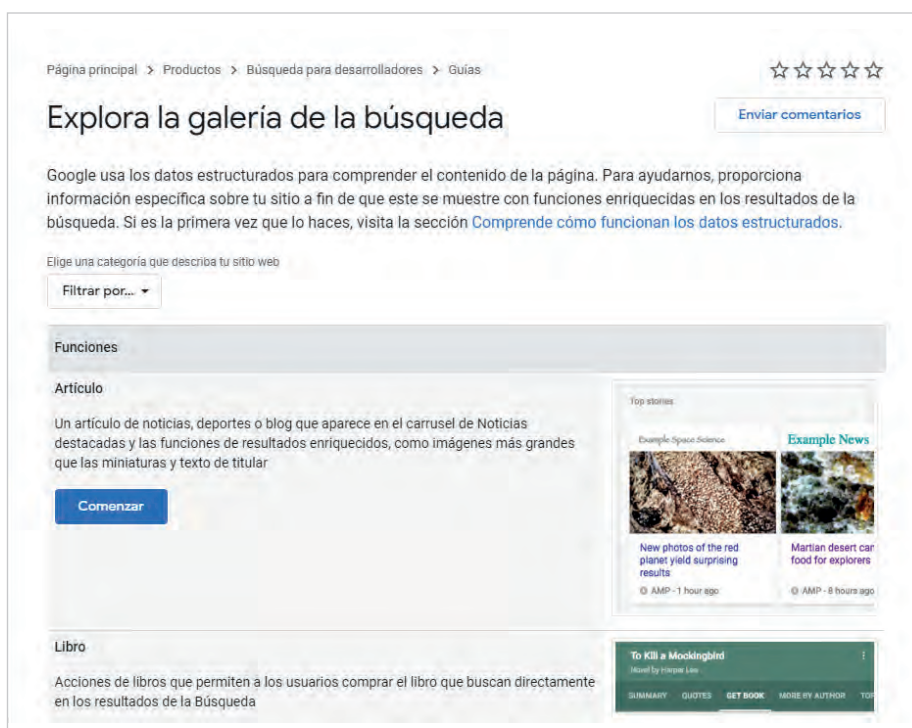 Página principal > Productos > Búsqueda para desarrolladores > Guías
Explora la galería de la búsqueda
Enviar comentarios
Google usa los datos estructurados para comprender el contenido de la página. Para ayudarnos, proporciona
información específica sobre tu sitio a fin de que este se muestre con funciones enriquecidas en los resultados de la
búsqueda. Si es la primera vez que lo haces, visita la sección Comprende cómo funcionan los datos estructurados.
Elige una categoría que describa tu sitio web
Filtrar por...
Funciones
Artículo
Un artículo de noticias, deportes o blog que aparece en el carrusel de Noticias
destacadas y las funciones de resultados enriquecidos, como imágenes más grandes
que las miniaturas y texto de titular
Comenzar
Top stories
Example Space Science
Example News
New photos of the red
planet yield surprising
results
AMP - 1 hour ago
Martian desert can
food for explorers
AMP - 8 hours ago
Libro
Acciones de libros que permiten a los usuarios comprar el libro que buscan directamente
en los resultados de la Búsqueda
To Kill a Mockingbird
Novel by Harper Lee
SUMMARY QUOTES GET BOOK MORE BY AUTHOR TOP